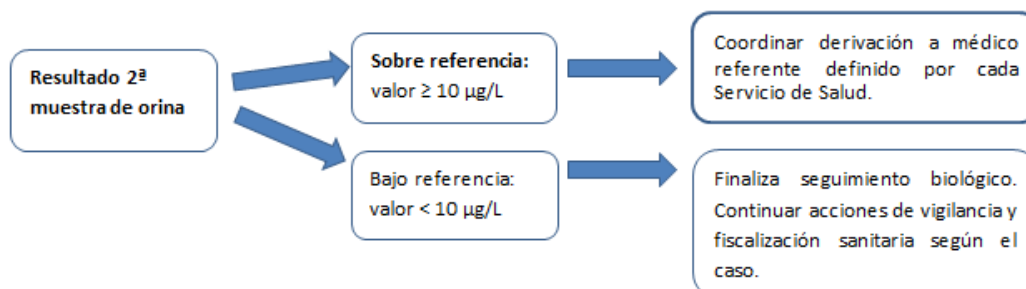 Resultado 2ª
muestra de orina
Sobre referencia:
valor ≥ 10 µg/L
Coordinar derivación a médico
referente definido por cada
Servicio de Salud.
Bajo referencia:
valor < 10 µg/L
Finaliza seguimiento biológico.
Continuar acciones de vigilancia y
fiscalización sanitaria según el
caso.